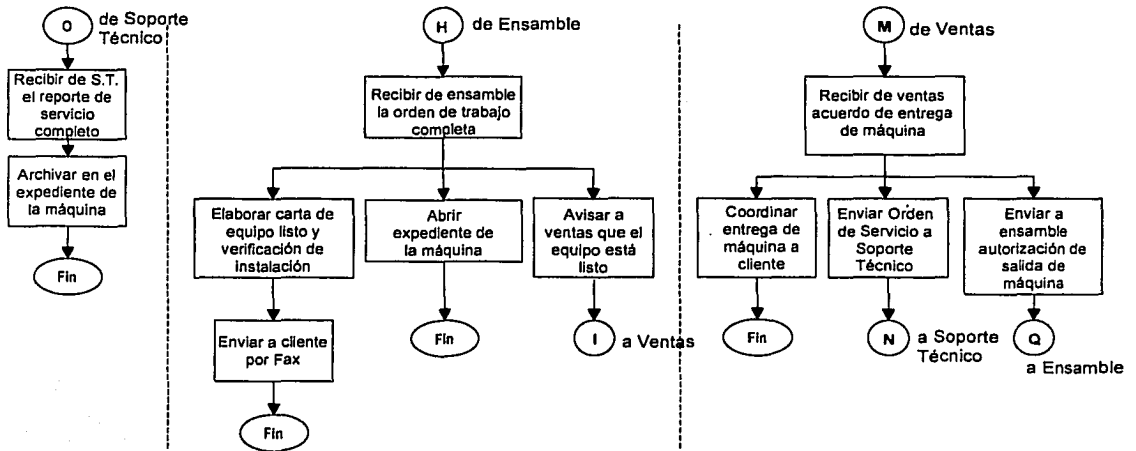 O
de Soporte
Técnico
Recibir de S.T.
el reporte de
servicio
completo
Archivar en el
expediente de
la máquina
Fin
H
de Ensamble
Recibir de ensamble
la orden de trabajo
completa
Elaborar carta de
equipo listo y
verificación de
instalación
Enviar a cliente
por Fax
Fin
Abrir
expediente de
la máquina
Fin
Avisar a
ventas que el
equipo está
listo
I
a Ventas
M
de Ventas
Recibir de ventas
acuerdo de entrega
de máquina
Coordinar
entrega de
máquina a
cliente
Fin
Enviar Orden
de Servicio a
Soporte
Técnico
N
a Soporte
Técnico
Enviar a
ensamble
autorización de
salida de
máquina
Q
a Ensamble